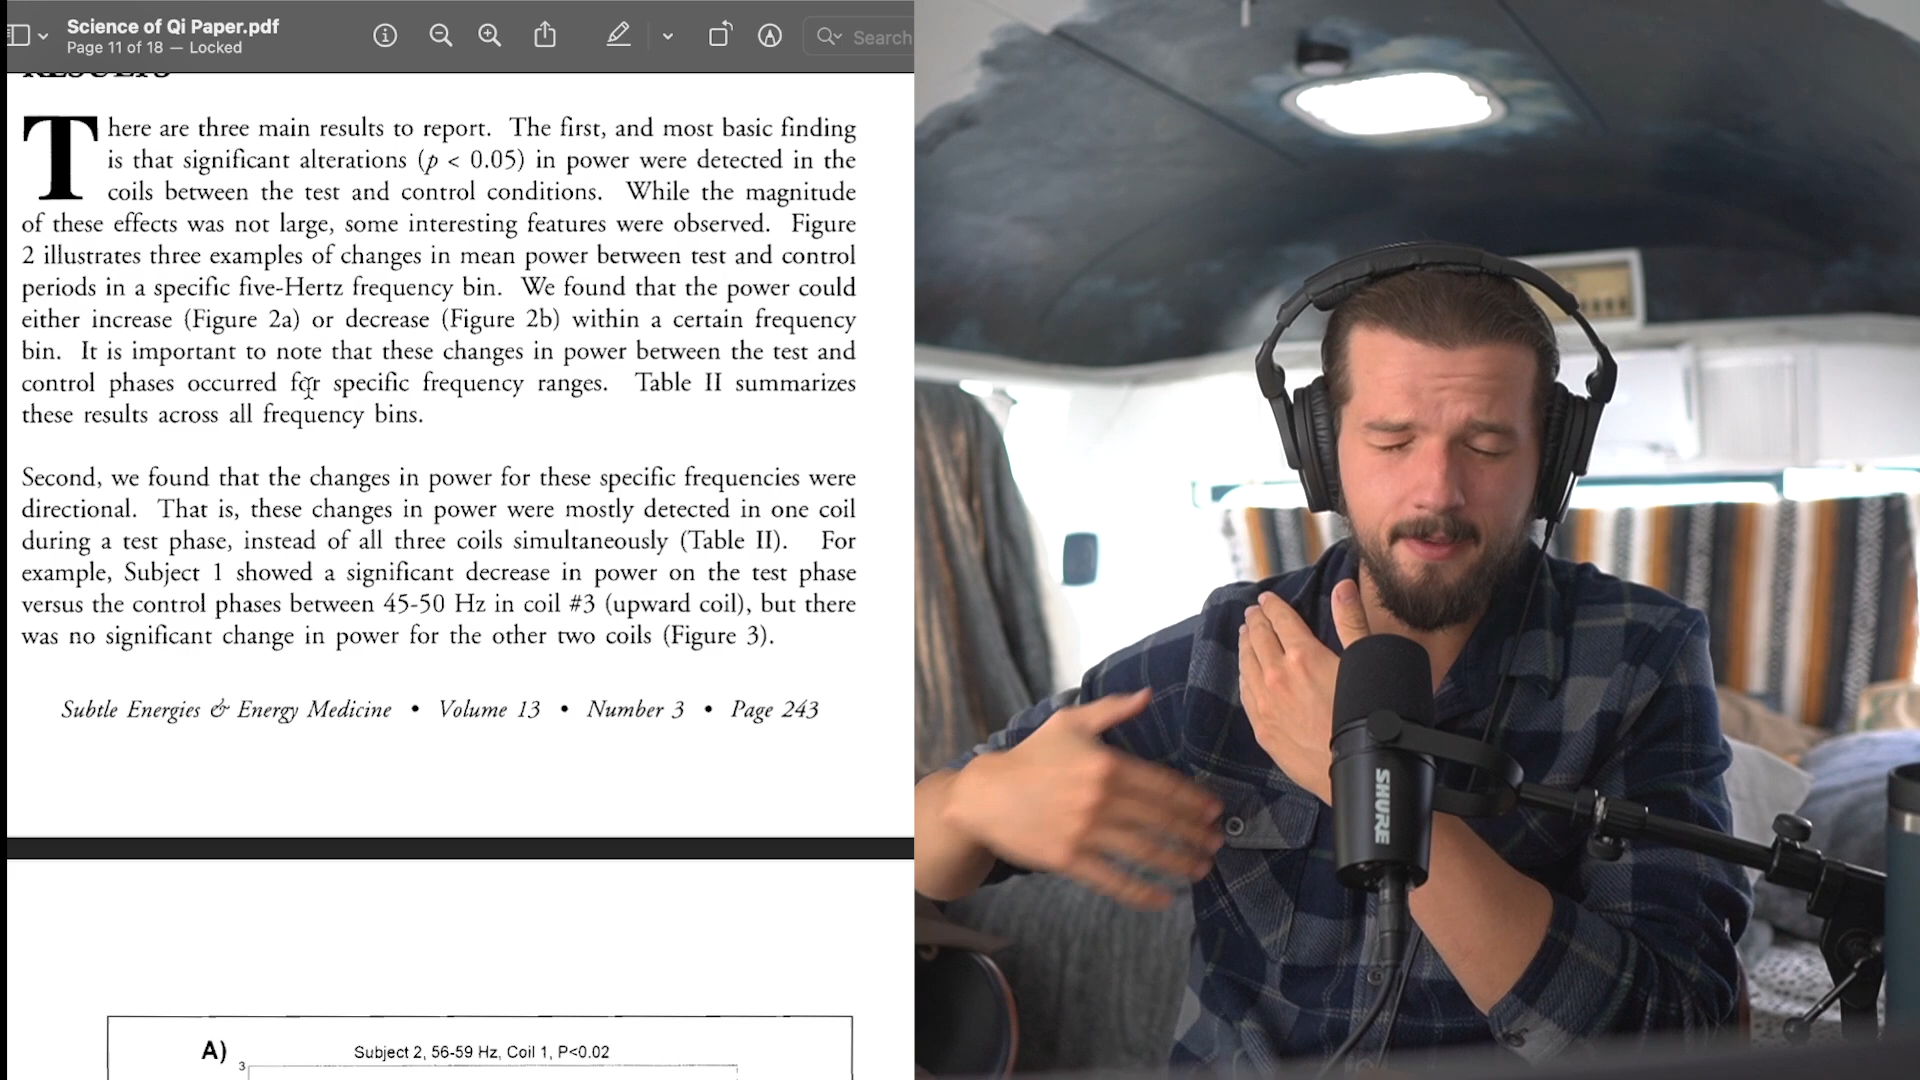 Science of Qi Paper.pdf
Page 11 of 18 — Locked
Search
RESULTS
There are three main results to report. The first, and most basic finding
is that significant alterations (p < 0.05) in power were detected in the
coils between the test and control conditions. While the magnitude
of these effects was not large, some interesting features were observed. Figure
2 illustrates three examples of changes in mean power between test and control
periods in a specific five-Hertz frequency bin. We found that the power could
either increase (Figure 2a) or decrease (Figure 2b) within a certain frequency
bin. It is important to note that these changes in power between the test and
control phases occurred for specific frequency ranges. Table II summarizes
these results across all frequency bins.
Second, we found that the changes in power for these specific frequencies were
directional. That is, these changes in power were mostly detected in one coil
during a test phase, instead of all three coils simultaneously (Table II). For
example, Subject 1 showed a significant decrease in power on the test phase
versus the control phases between 45-50 Hz in coil #3 (upward coil), but there
was no significant change in power for the other two coils (Figure 3).
Subtle Energies & Energy Medicine • Volume 13 • Number 3 • Page 243
A) Subject 2, 56-59 Hz, Coil 1, P<0.02
3
SHURE